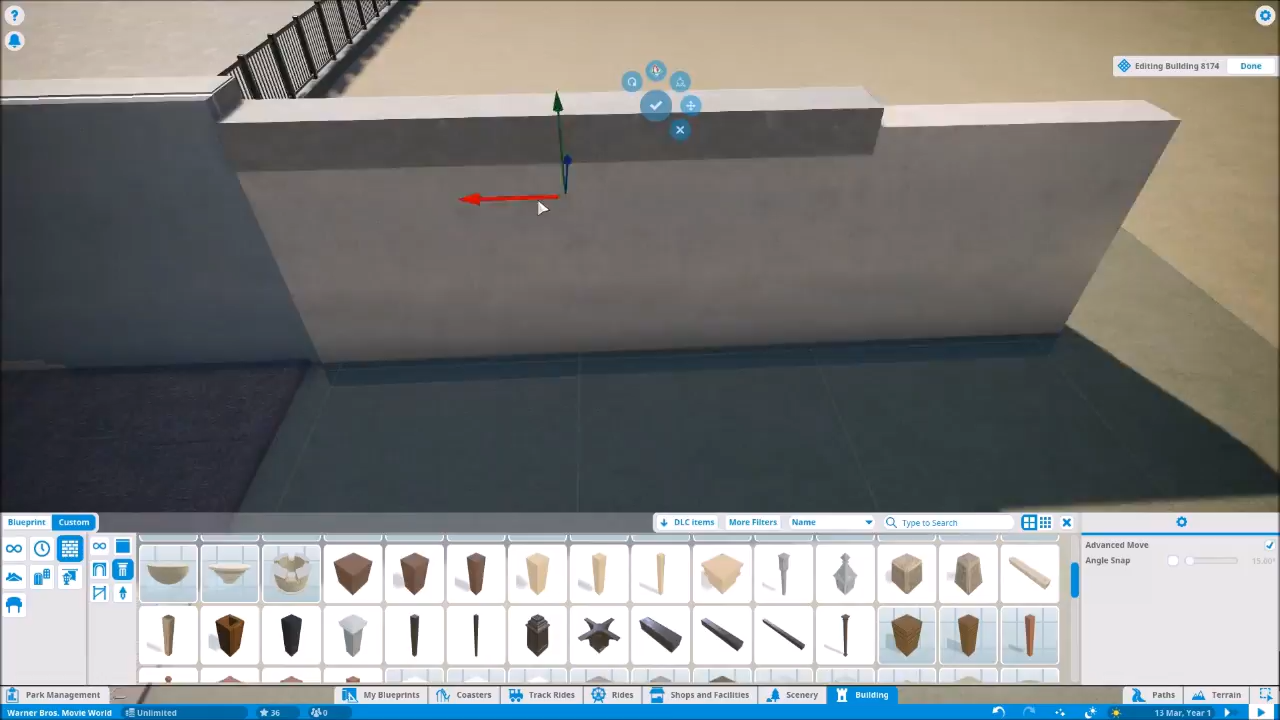 ?
Editing Building 8174 Done
Blueprint Custom
DLC items More Filters Name Type to Search
Advanced Move
Angle Snap 15.00°
Park Management My Blueprints Coasters Track Rides Rides Shops and Facilities Scenery Building Paths Terrain
Warner Bros. Movie World Unlimited 36 0 13 Mar, Year 1